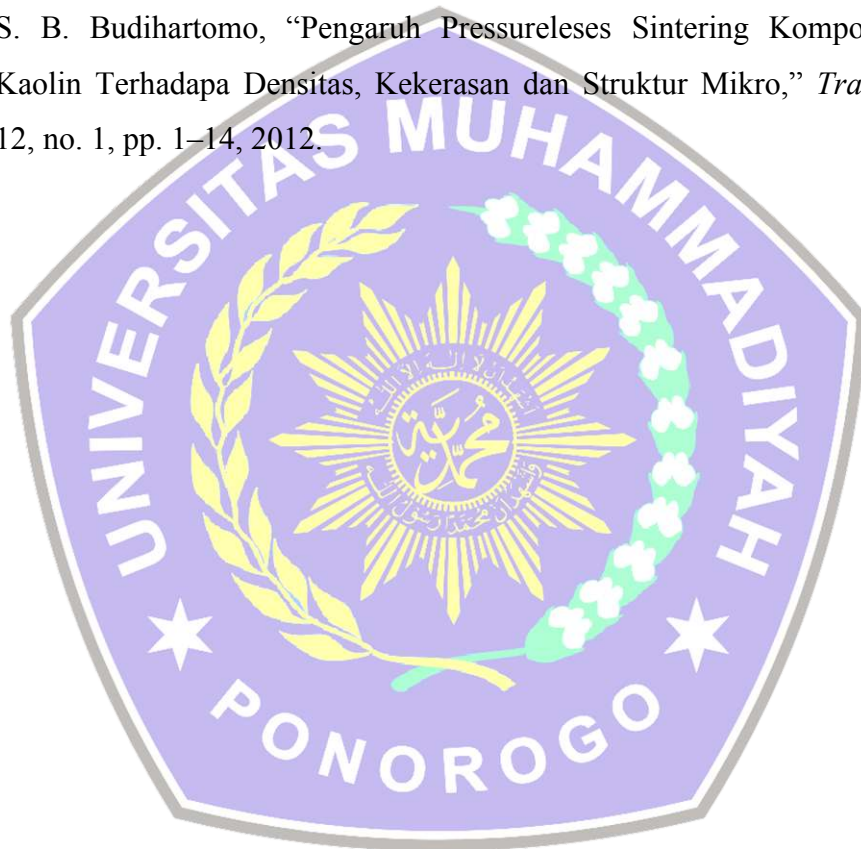 S. B. Budihartomo, “Pengaruh Pressureleses Sintering Kompo
Kaolin Terhadapa Densitas, Kekerasan dan Struktur Mikro,” Tra
12, no. 1, pp. 1–14, 2012.
UNIVERSITAS MUHAMMADIYAH
محمدية
PONOROGO